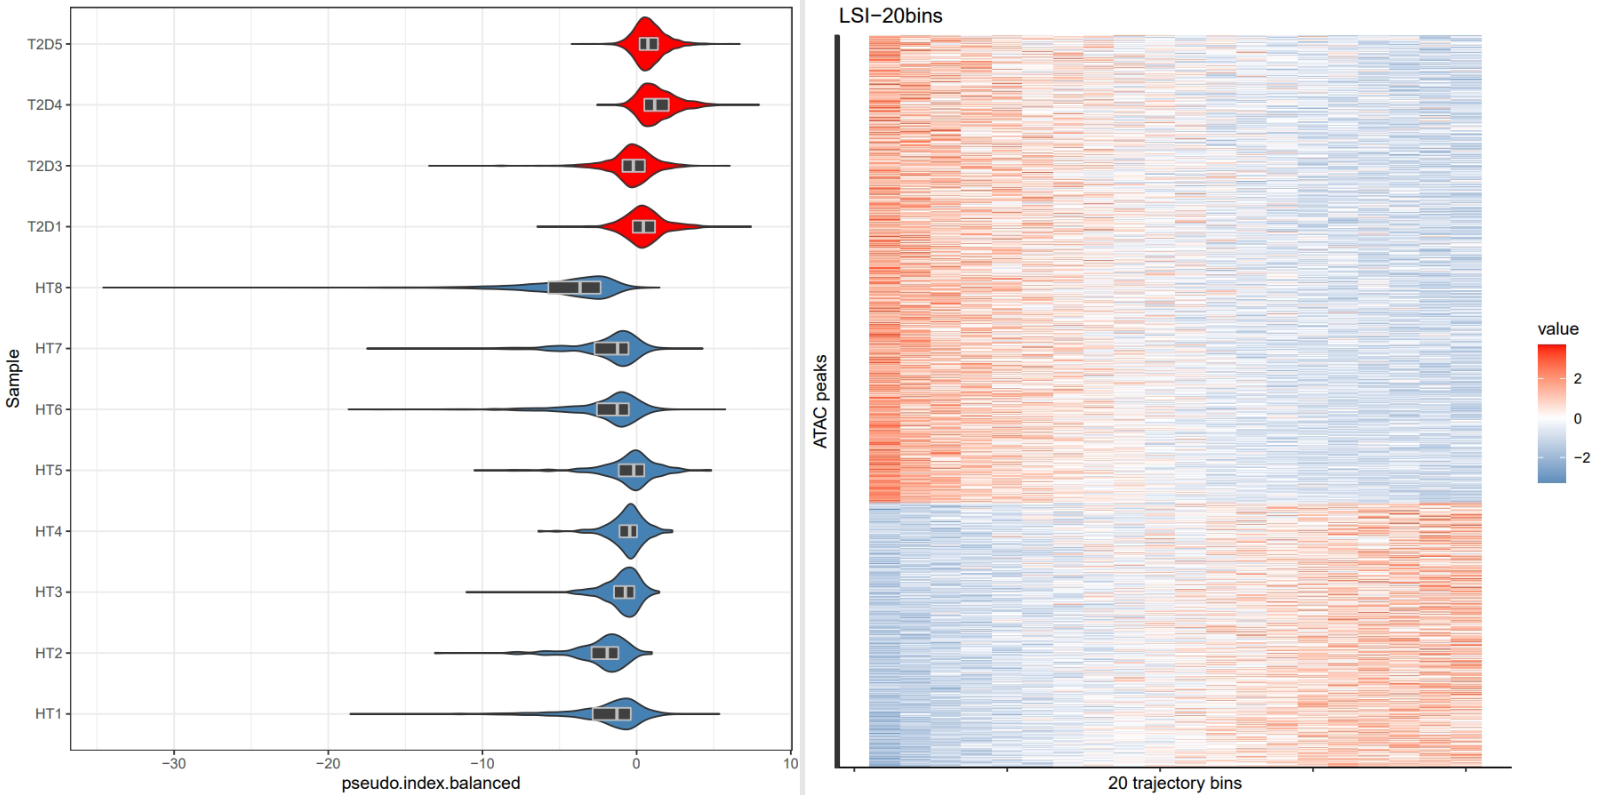 T2D5
T2D4
T2D3
T2D1
HT8
HT7
HT6
HT5
HT4
HT3
HT2
HT1
Sample
−30
−20
−10
0
10
pseudo.index.balanced
LSI−20bins
ATAC peaks
20 trajectory bins
value
2
0
−2